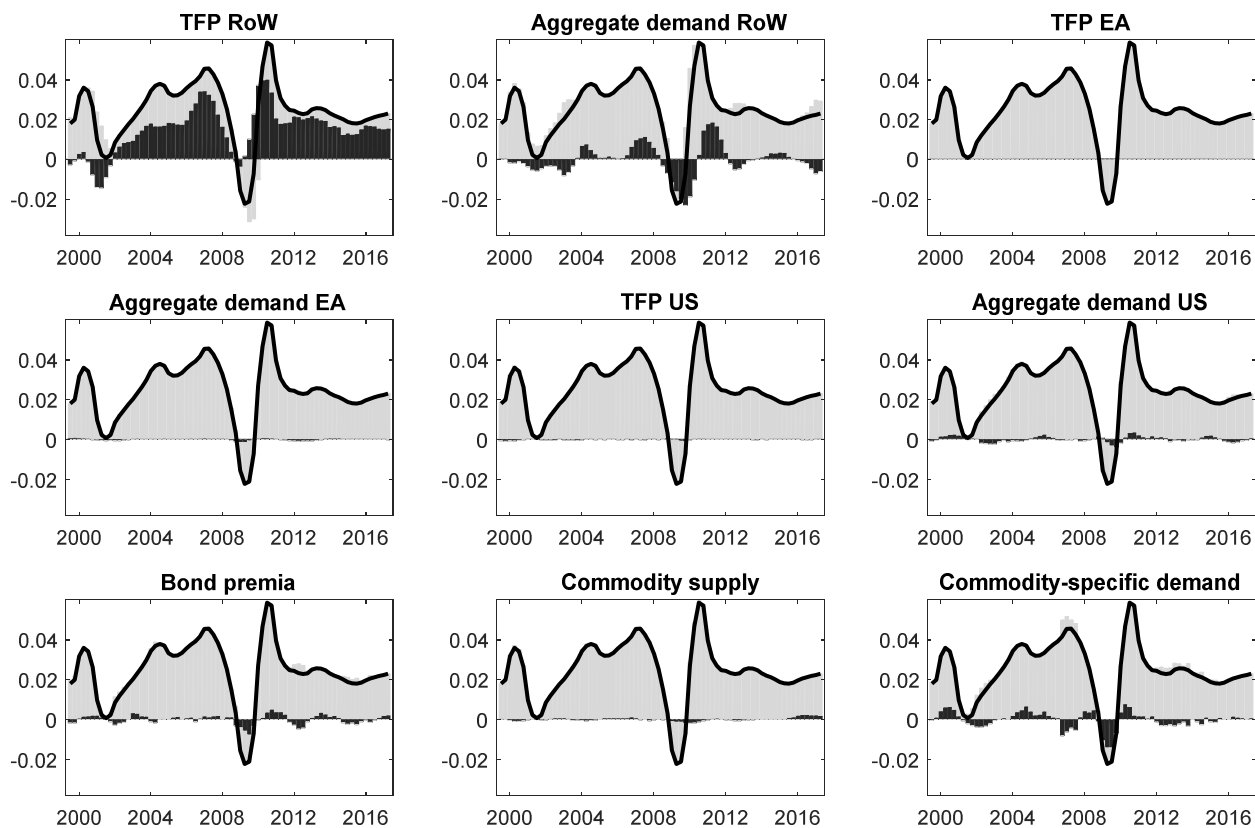 TFP RoW
0.04
0.02
0
-0.02
2000 2004 2008 2012 2016
Aggregate demand RoW
0.04
0.02
0
-0.02
2000 2004 2008 2012 2016
TFP EA
0.04
0.02
0
-0.02
2000 2004 2008 2012 2016
Aggregate demand EA
0.04
0.02
0
-0.02
2000 2004 2008 2012 2016
TFP US
0.04
0.02
0
-0.02
2000 2004 2008 2012 2016
Aggregate demand US
0.04
0.02
0
-0.02
2000 2004 2008 2012 2016
Bond premia
0.04
0.02
0
-0.02
2000 2004 2008 2012 2016
Commodity supply
0.04
0.02
0
-0.02
2000 2004 2008 2012 2016
Commodity-specific demand
0.04
0.02
0
-0.02
2000 2004 2008 2012 2016